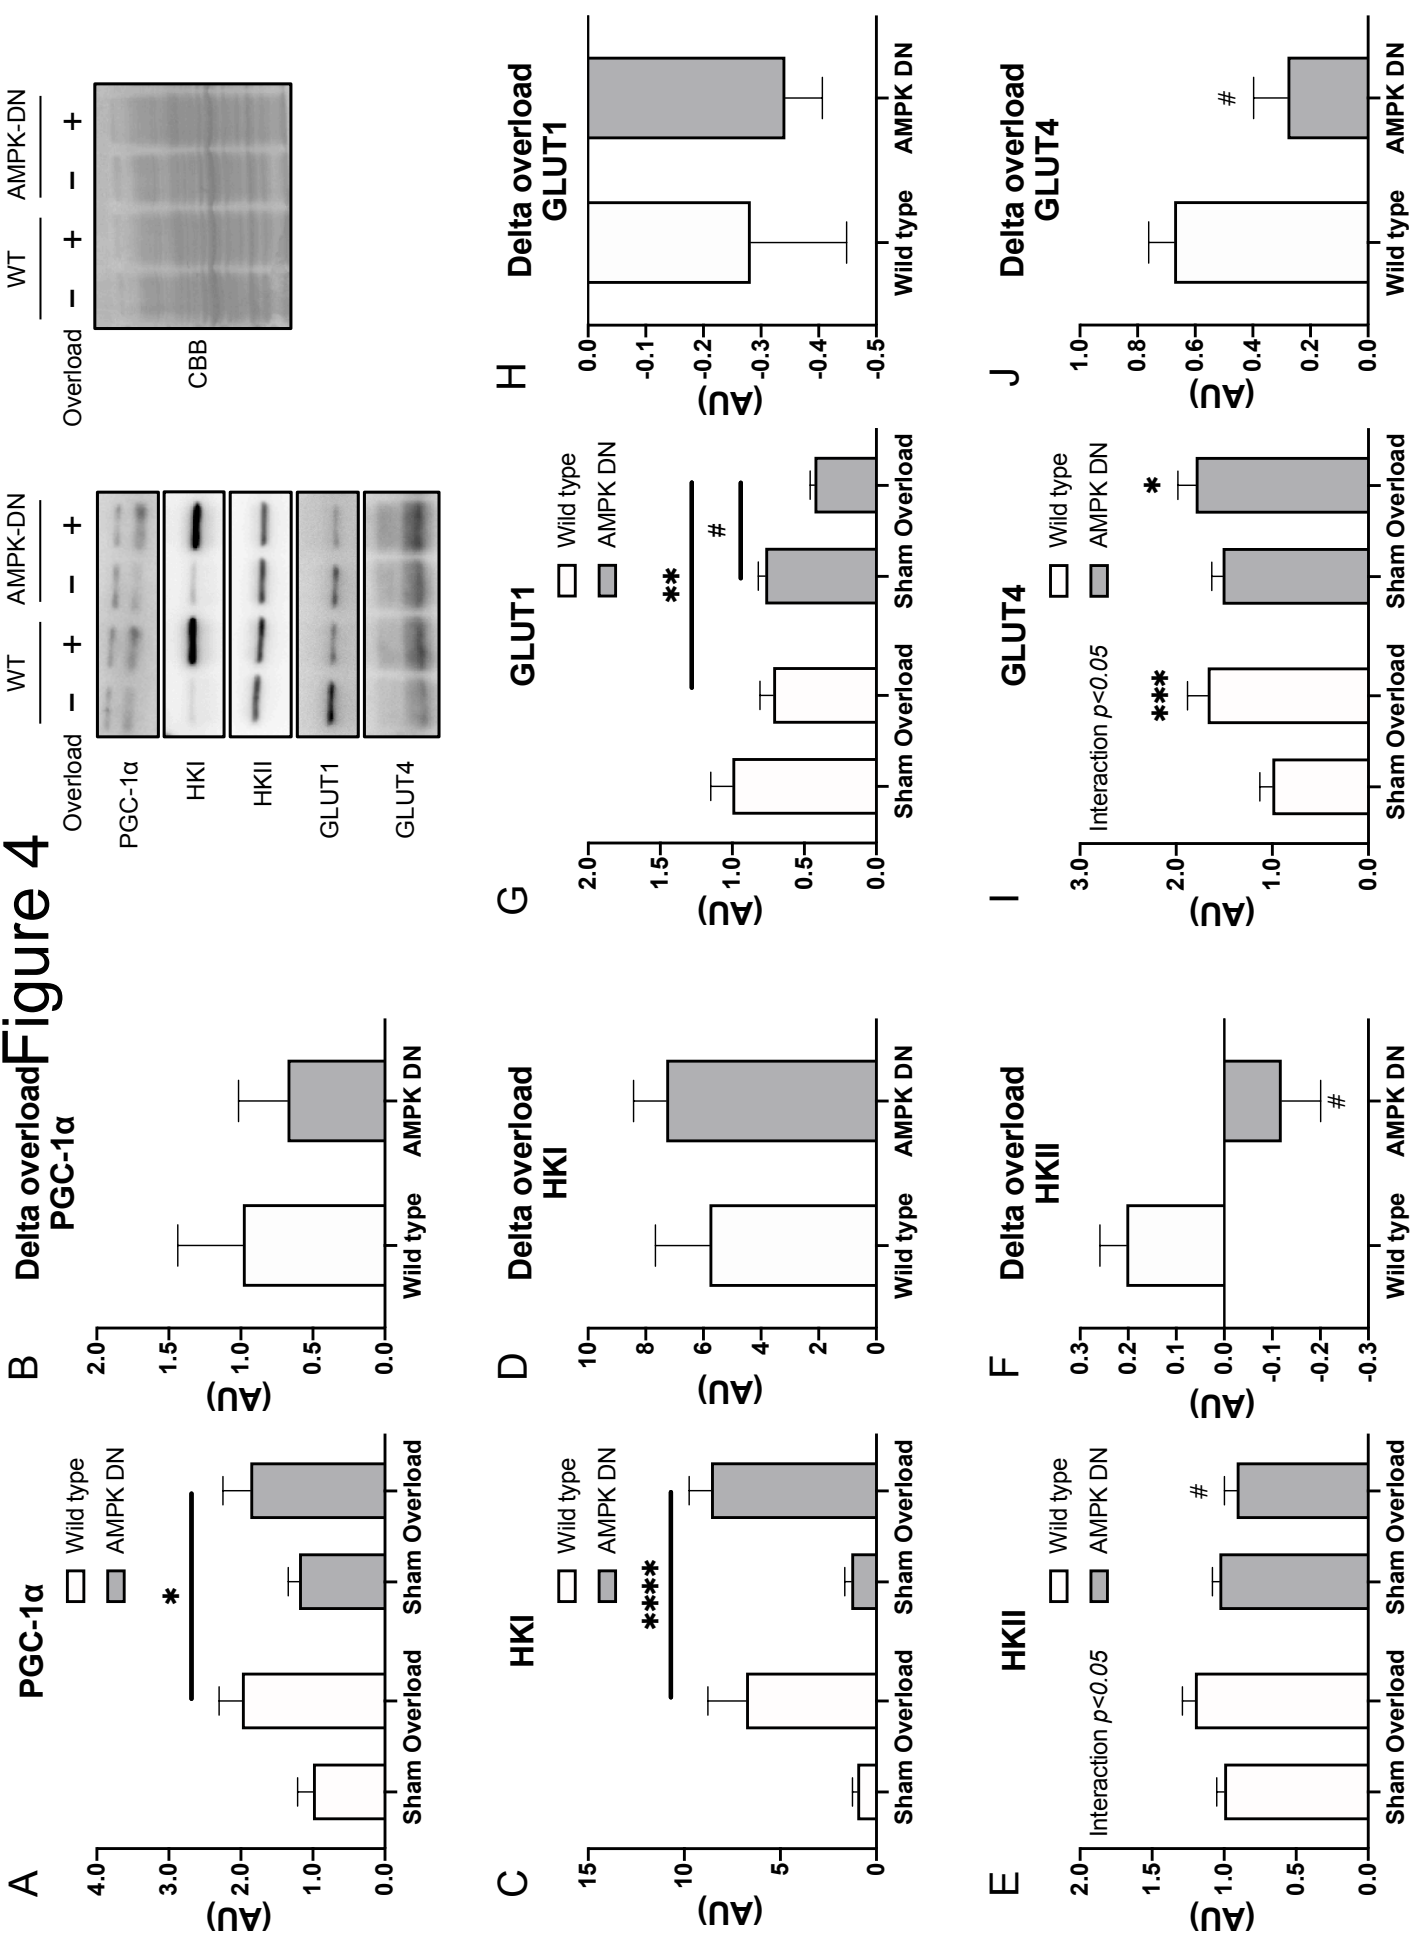 Figure 4
A
PGC-1α
Wild type
AMPK DN
*
4.0
3.0
2.0
1.0
0.0
(AU)
Sham Overload Sham Overload
B
Delta overload
PGC-1α
2.0
1.5
1.0
0.5
0.0
(AU)
Wild type AMPK DN
WT AMPK-DN
Overload − + − +
PGC-1α
HKI
HKII
GLUT1
GLUT4
WT AMPK-DN
Overload − + − +
CBB
C
HKI
Wild type
AMPK DN
****
15
10
5
0
(AU)
Sham Overload Sham Overload
D
Delta overload
HKI
10
8
6
4
2
0
(AU)
Wild type AMPK DN
G
GLUT1
Wild type
AMPK DN
**
#
2.0
1.5
1.0
0.5
0.0
(AU)
Sham Overload Sham Overload
H
Delta overload
GLUT1
0.0
-0.1
-0.2
-0.3
-0.4
-0.5
(AU)
Wild type AMPK DN
E
HKII
Wild type
AMPK DN
Interaction p<0.05
#
2.0
1.5
1.0
0.5
0.0
(AU)
Sham Overload Sham Overload
F
Delta overload
HKII
0.3
0.2
0.1
0.0
-0.1
-0.2
-0.3
(AU)
#
Wild type AMPK DN
I
GLUT4
Wild type
AMPK DN
Interaction p<0.05
*** *
3.0
2.0
1.0
0.0
(AU)
Sham Overload Sham Overload
J
Delta overload
GLUT4
#
1.0
0.8
0.6
0.4
0.2
0.0
(AU)
Wild type AMPK DN